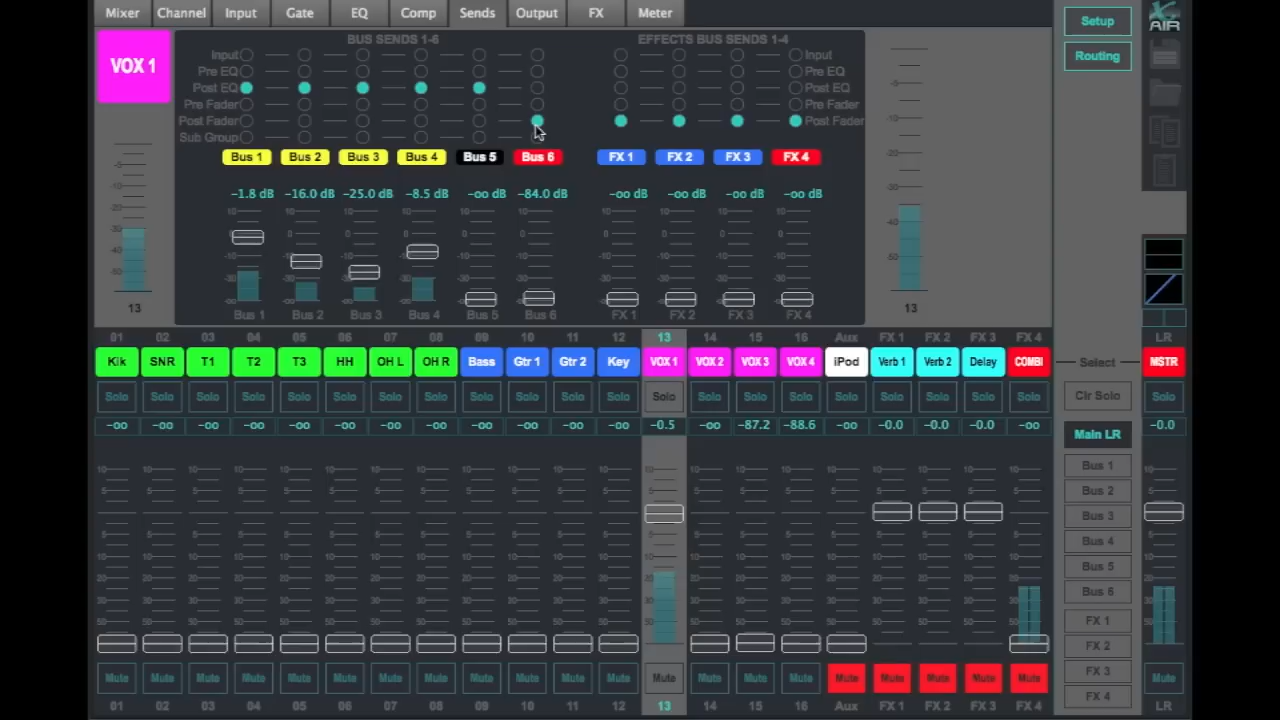 Mixer Channel Input Gate EQ Comp Sends Output FX Meter
Setup
X AIR
Routing
VOX 1
BUS SENDS 1-6 EFFECTS BUS SENDS 1-4
Input Input
Pre EQ Pre EQ
Post EQ Post EQ
Pre Fader Pre Fader
Post Fader Post Fader
Sub Group
Bus 1 Bus 2 Bus 3 Bus 4 Bus 5 Bus 6 FX 1 FX 2 FX 3 FX 4
-1.8 dB -16.0 dB -25.0 dB -8.5 dB -oo dB -84.0 dB -oo dB -oo dB -oo dB -oo dB
13 Bus 1 Bus 2 Bus 3 Bus 4 Bus 5 Bus 6 FX 1 FX 2 FX 3 FX 4 13
01 02 03 04 05 06 07 08 09 10 11 12 13 14 15 16 Aux FX 1 FX 2 FX 3 FX 4 LR
Kik SNR T1 T2 T3 HH OH L OH R Bass Gtr 1 Gtr 2 Key VOX 1 VOX 2 VOX 3 VOX 4 iPod Verb 1 Verb 2 Delay COMBI Select MSTR
Solo Solo Solo Solo Solo Solo Solo Solo Solo Solo Solo Solo Solo Solo Solo Solo Solo Solo Solo Solo Solo Clr Solo Solo
-oo -oo -oo -oo -oo -oo -oo -oo -oo -oo -oo -oo -0.5 -oo -87.2 -88.6 -oo -0.0 -0.0 -0.0 -oo Main LR -0.0
Bus 1
Bus 2
Bus 3
Bus 4
Bus 5
Bus 6
FX 1
FX 2
FX 3
FX 4
Mute Mute Mute Mute Mute Mute Mute Mute Mute Mute Mute Mute Mute Mute Mute Mute Mute Mute Mute Mute Mute Mute
01 02 03 04 05 06 07 08 09 10 11 12 13 14 15 16 Aux FX 1 FX 2 FX 3 FX 4 LR